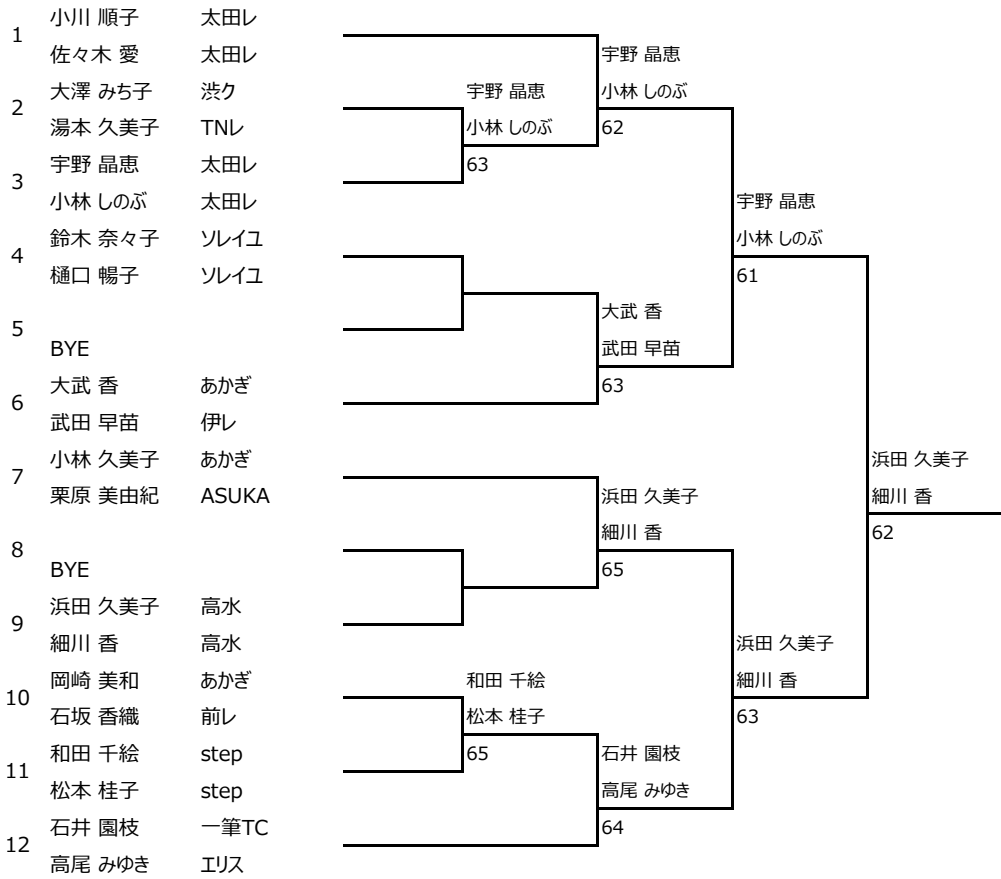 1 小川 順子 太田レ
佐々木 愛 太田レ
2 大澤 みち子 渋ク
湯本 久美子 TNレ
3 宇野 晶恵 太田レ
小林 しのぶ 太田レ
4 鈴木 奈々子 ソレイユ
樋口 暢子 ソレイユ
5
BYE
6 大武 香 あかぎ
武田 早苗 伊レ
7 小林 久美子 あかぎ
栗原 美由紀 ASUKA
8
BYE
9 浜田 久美子 高水
細川 香 高水
10 岡崎 美和 あかぎ
石坂 香織 前レ
11 和田 千絵 step
松本 桂子 step
12 石井 園枝 一筆TC
高尾 みゆき エリス
宇野 晶恵
小林 しのぶ
63
和田 千絵
松本 桂子
65
宇野 晶恵
小林 しのぶ
62
大武 香
武田 早苗
63
浜田 久美子
細川 香
65
石井 園枝
高尾 みゆき
64
宇野 晶恵
小林 しのぶ
61
浜田 久美子
細川 香
63
浜田 久美子
細川 香
62